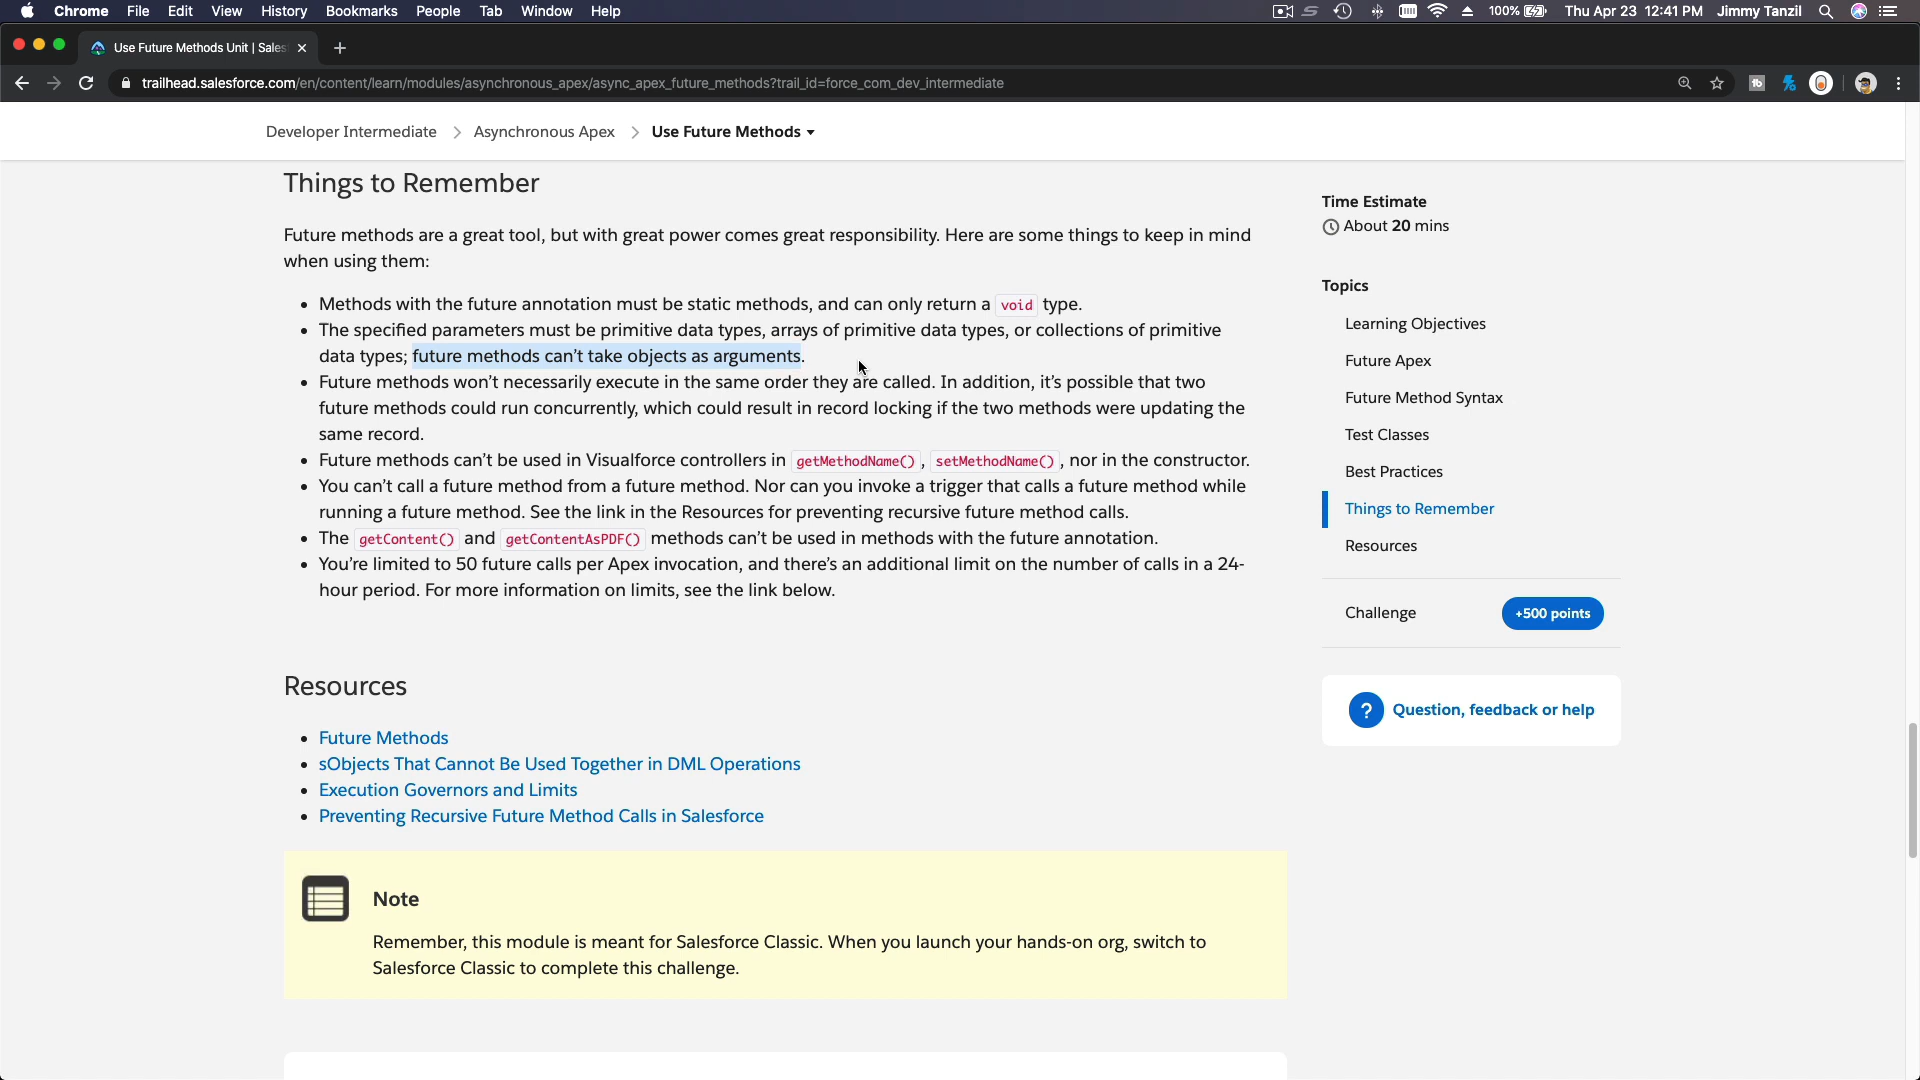 Chrome File Edit View History Bookmarks People Tab Window Help 100% Thu Apr 23 12:41 PM Jimmy Tanzil
Use Future Methods Unit | Sales
trailhead.salesforce.com/en/content/learn/modules/asynchronous_apex/async_apex_future_methods?trail_id=force_com_dev_intermediate
Developer Intermediate > Asynchronous Apex > Use Future Methods
Things to Remember
Future methods are a great tool, but with great power comes great responsibility. Here are some things to keep in mind
when using them:
• Methods with the future annotation must be static methods, and can only return a void type.
• The specified parameters must be primitive data types, arrays of primitive data types, or collections of primitive
data types; future methods can’t take objects as arguments.
• Future methods won’t necessarily execute in the same order they are called. In addition, it’s possible that two
future methods could run concurrently, which could result in record locking if the two methods were updating the
same record.
• Future methods can’t be used in Visualforce controllers in getMethodName(), setMethodName(), nor in the constructor.
• You can’t call a future method from a future method. Nor can you invoke a trigger that calls a future method while
running a future method. See the link in the Resources for preventing recursive future method calls.
• The getContent() and getContentAsPDF() methods can’t be used in methods with the future annotation.
• You’re limited to 50 future calls per Apex invocation, and there’s an additional limit on the number of calls in a 24-
hour period. For more information on limits, see the link below.
Resources
• Future Methods
• sObjects That Cannot Be Used Together in DML Operations
• Execution Governors and Limits
• Preventing Recursive Future Method Calls in Salesforce
Note
Remember, this module is meant for Salesforce Classic. When you launch your hands-on org, switch to
Salesforce Classic to complete this challenge.
Time Estimate
About 20 mins
Topics
Learning Objectives
Future Apex
Future Method Syntax
Test Classes
Best Practices
Things to Remember
Resources
Challenge +500 points
? Question, feedback or help